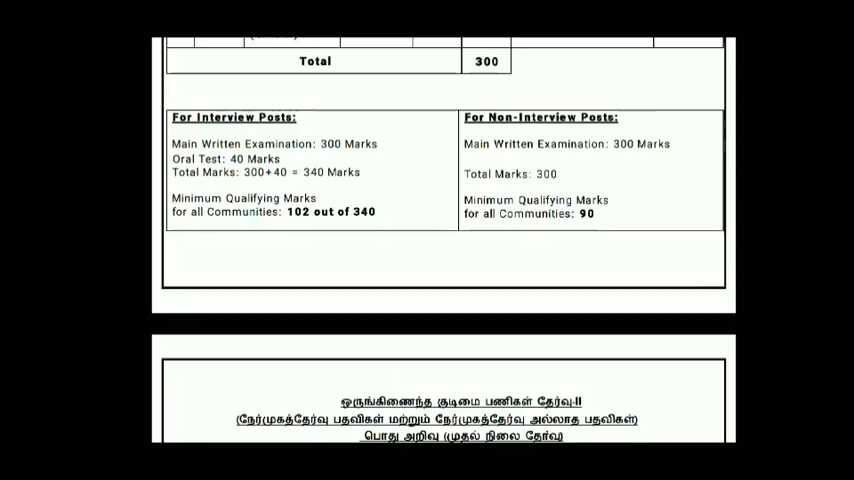 Total 300
For Interview Posts:
Main Written Examination: 300 Marks
Oral Test: 40 Marks
Total Marks: 300+40 = 340 Marks
Minimum Qualifying Marks
for all Communities: 102 out of 340
For Non-Interview Posts:
Main Written Examination: 300 Marks
Total Marks: 300
Minimum Qualifying Marks
for all Communities: 90
ஒருங்கிணைந்த குடிமை பணிகள் தேர்வு-II
(நேர்முகத்தேர்வு பதவிகள் மற்றும் நேர்முகத்தேர்வு அல்லாத பதவிகள்)
பொது அறிவு (முதல் நிலை தேர்வு)